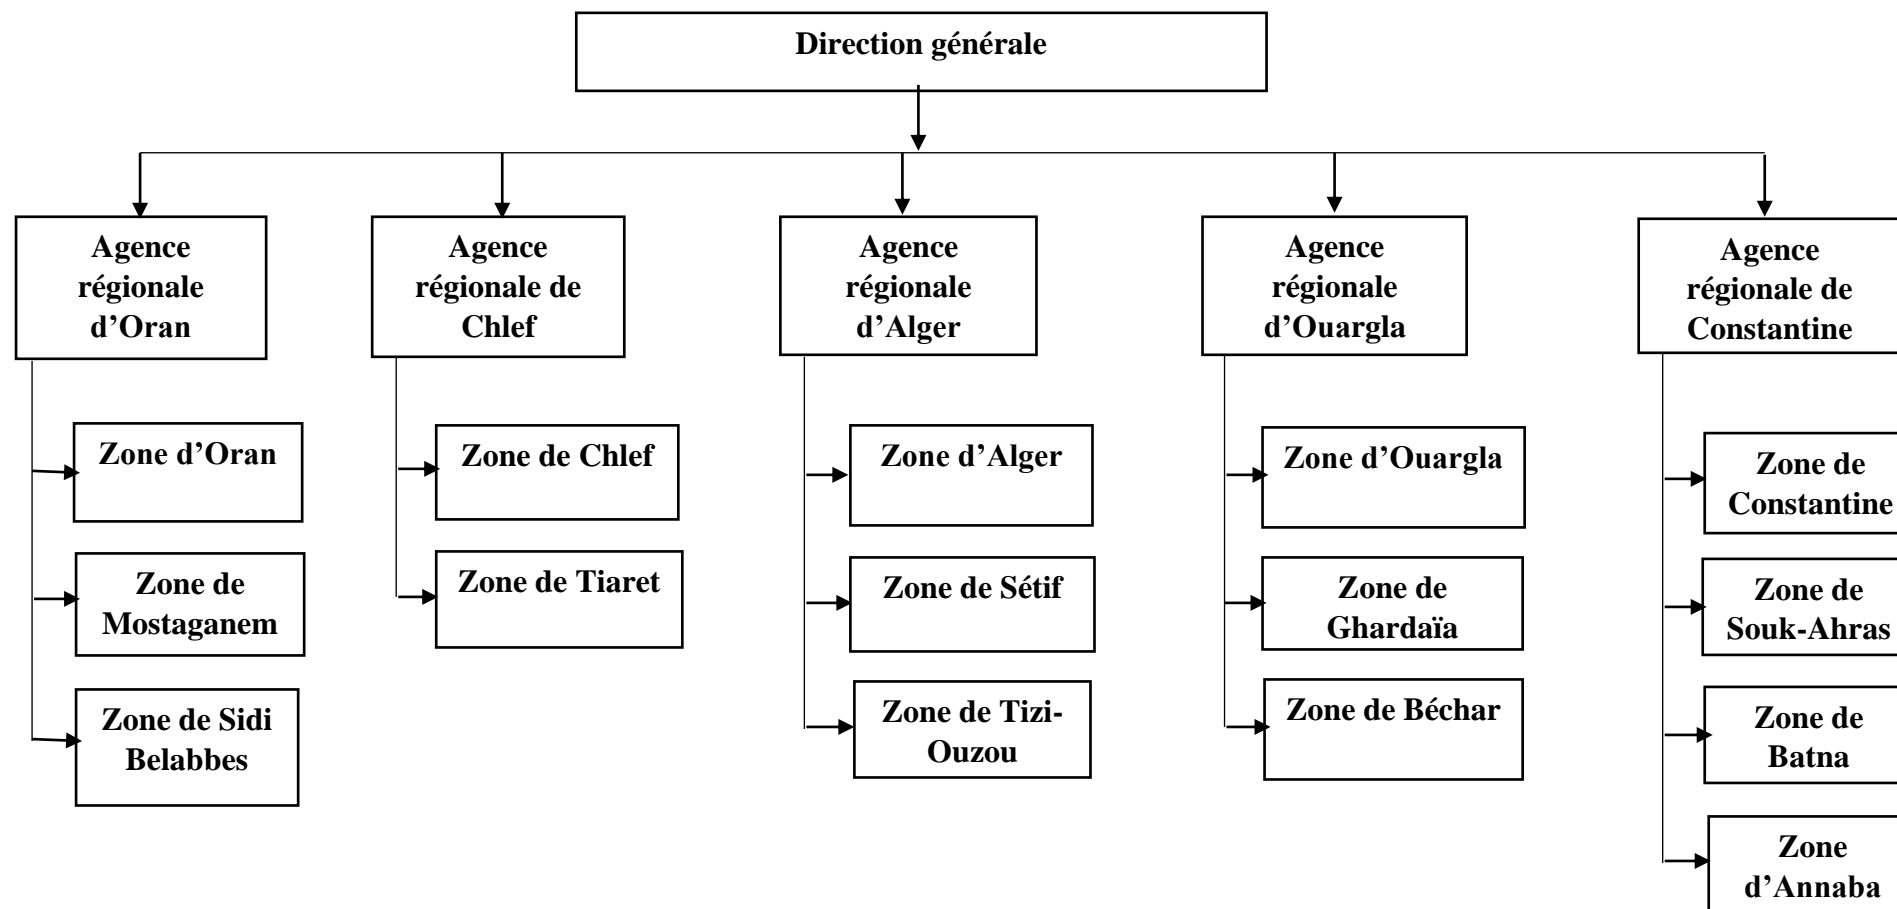 Direction générale
Agence
régionale
d’Oran
Agence
régionale de
Chlef
Agence
régionale
d’Alger
Agence
régionale
d’Ouargla
Agence
régionale de
Constantine
Zone d’Oran
Zone de
Mostaganem
Zone de Sidi
Belabbes
Zone de Chlef
Zone de Tiaret
Zone d’Alger
Zone de Sétif
Zone de Tizi-
Ouzou
Zone d’Ouargla
Zone de
Ghardaïa
Zone de Béchar
Zone de
Constantine
Zone de
Souk-Ahras
Zone de
Batna
Zone
d’Annaba